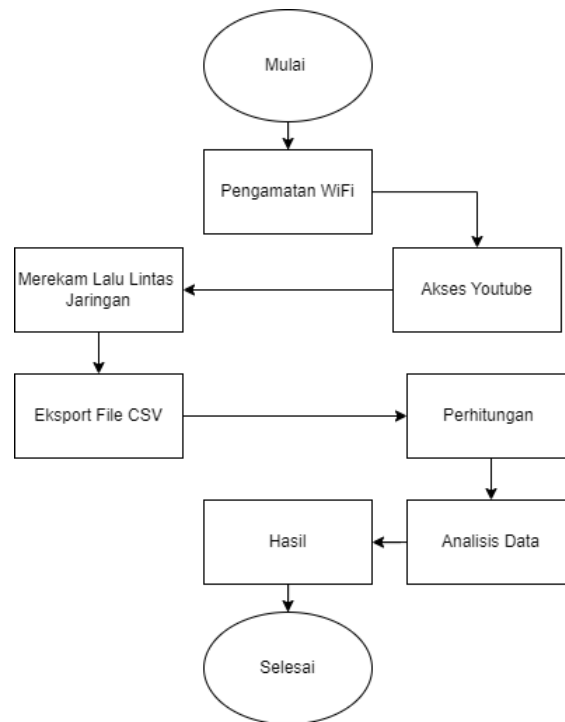 Mulai
Pengamatan WiFi
Akses Youtube
Merekam Lalu Lintas
Jaringan
Eksport File CSV
Perhitungan
Analisis Data
Hasil
Selesai